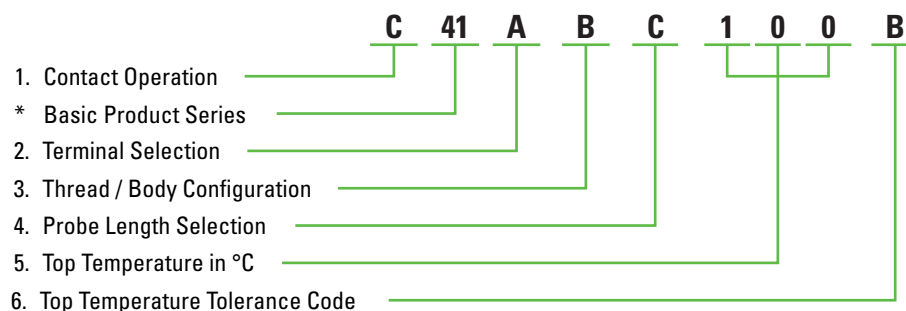 C 41 A B C 1 0 0 B
1. Contact Operation
* Basic Product Series
2. Terminal Selection
3. Thread / Body Configuration
4. Probe Length Selection
5. Top Temperature in °C
6. Top Temperature Tolerance Code